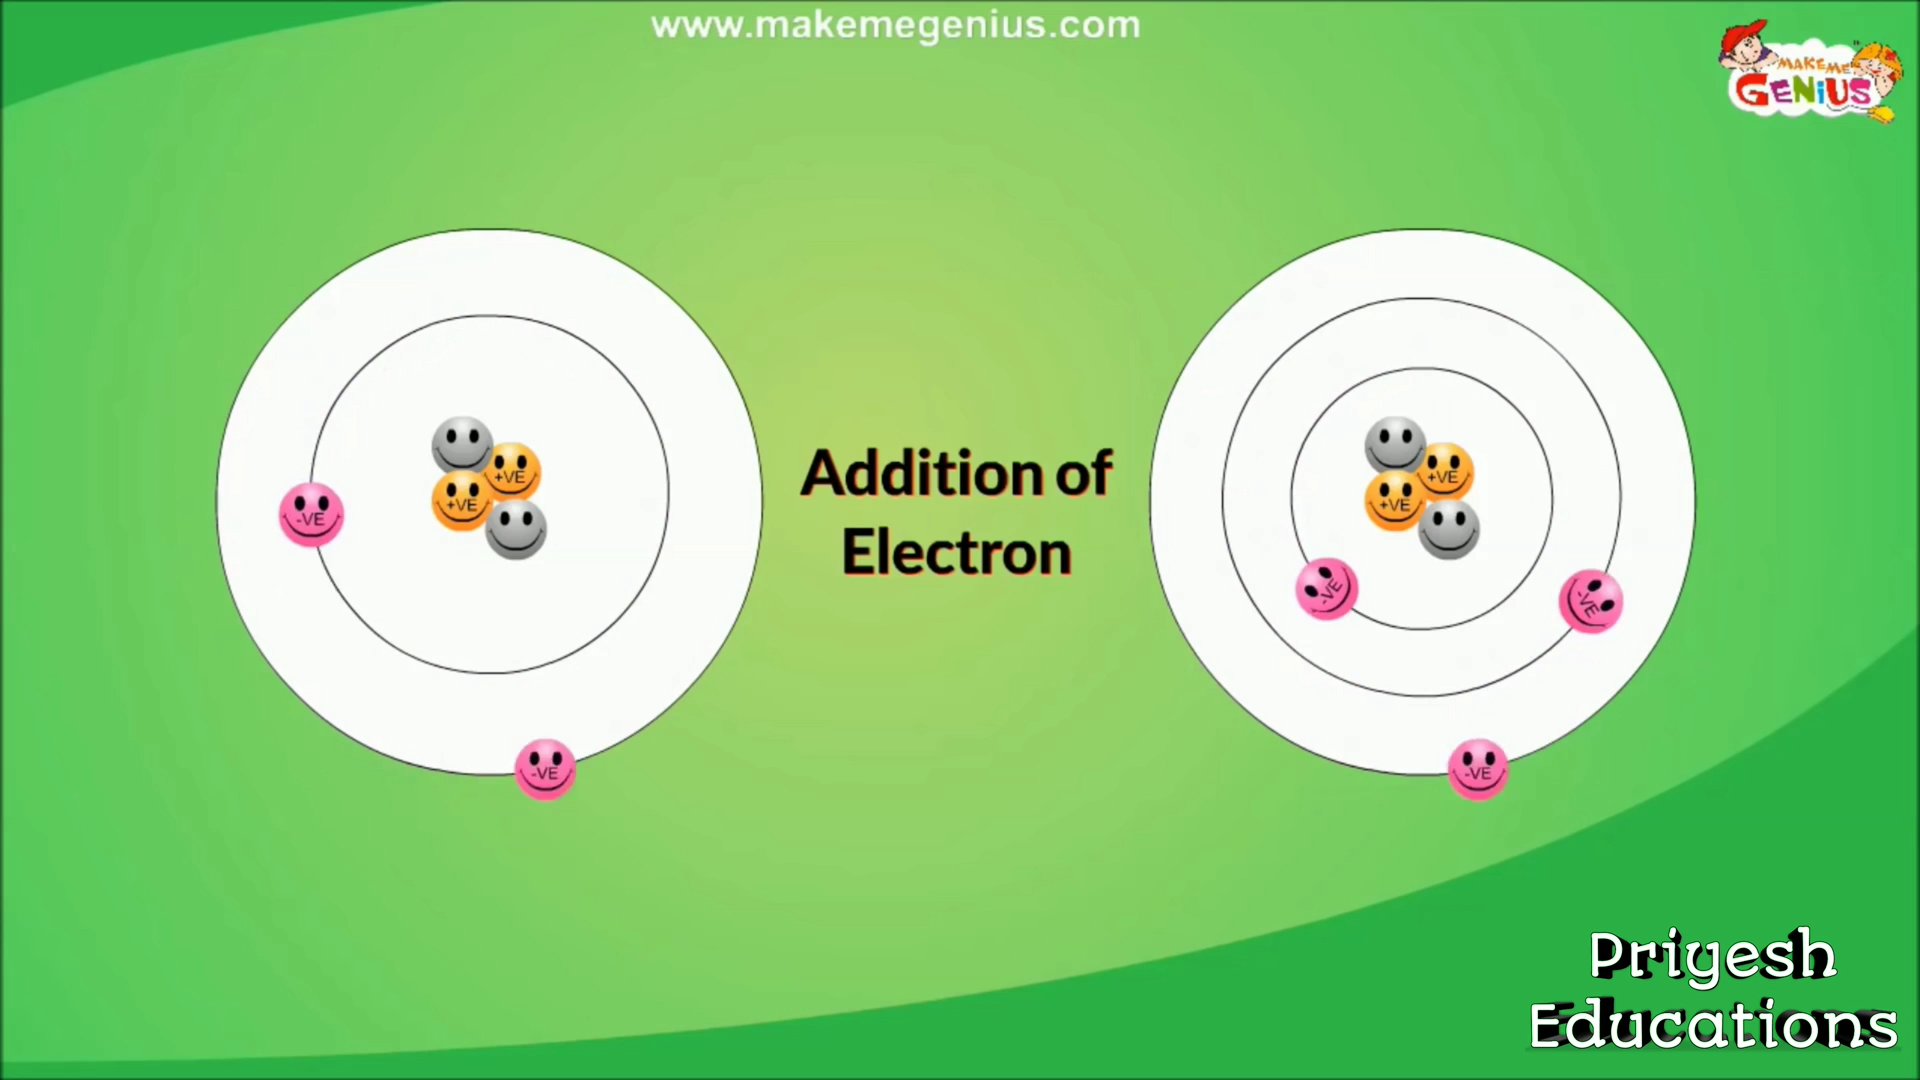 www.makemegenius.com
MAKE ME
GENiUS
+VE
+VE
-VE
-VE
Addition of
Electron
+VE
+VE
-VE
-VE
-VE
Priyesh
Educations